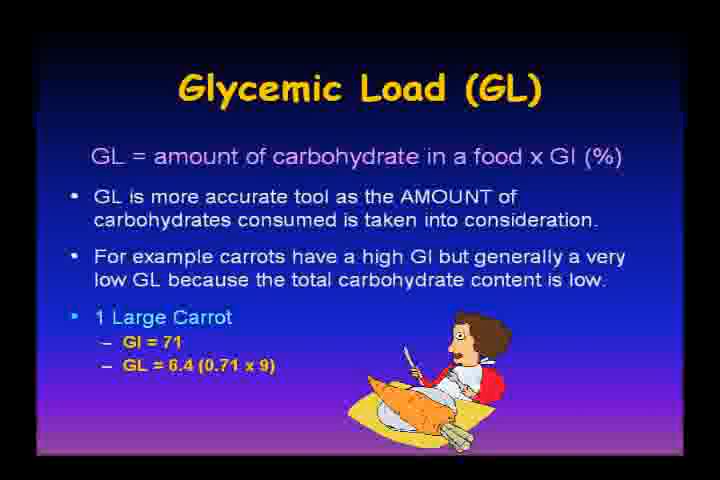 Glycemic Load (GL)
GL = amount of carbohydrate in a food x GI (%)
• GL is more accurate tool as the AMOUNT of
carbohydrates consumed is taken into consideration.
• For example carrots have a high GI but generally a very
low GL because the total carbohydrate content is low.
• 1 Large Carrot
– GI = 71
– GL = 6.4 (0.71 x 9)